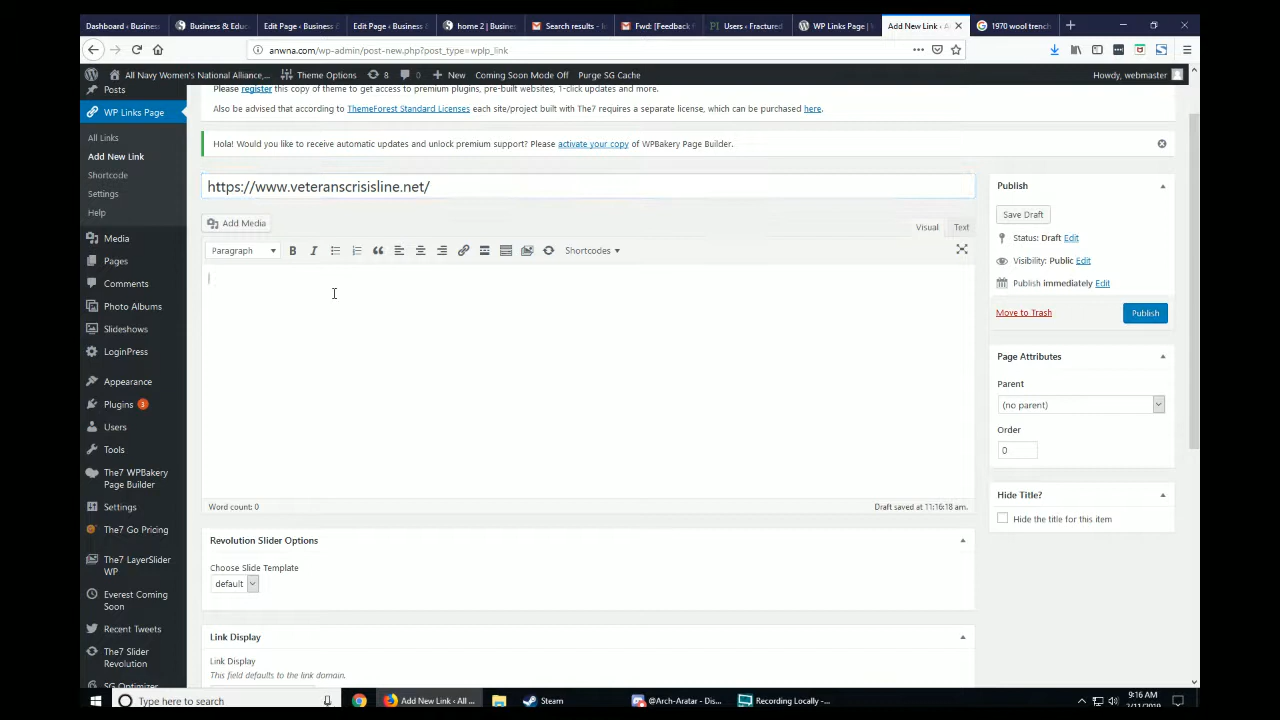 Dashboard ‹ Busines
Business & Educ
Edit Page ‹ Business &
Edit Page ‹ Business &
home 2 | Business
Search results -
Fwd: [Feedback
Users ‹ Fractured
WP Links Page |
Add New Link ‹ A
1970 wool trench
anwna.com/wp-admin/post-new.php?post_type=wplp_link
All Navy Women's National Alliance,...
Theme Options
8
0
New
Coming Soon Mode Off
Purge SG Cache
Howdy, webmaster
Posts
WP Links Page
All Links
Add New Link
Shortcode
Settings
Help
Media
Pages
Comments
Photo Albums
Slideshows
LoginPress
Appearance
Plugins 3
Users
Tools
The7 WPBakery
Page Builder
Settings
The7 Go Pricing
The7 LayerSlider
WP
Everest Coming
Soon
Recent Tweets
The7 Slider
Revolution
SG Optimizer
Please register this copy of theme to get access to premium plugins, pre-built websites, 1-click updates and more.
Also be advised that according to ThemeForest Standard Licenses each site/project built with The7 requires a separate license, which can be purchased here.
Hola! Would you like to receive automatic updates and unlock premium support? Please activate your copy of WPBakery Page Builder.
https://www.veteranscrisisline.net/
Add Media
Visual
Text
Paragraph
B
I
Shortcodes
Word count: 0
Draft saved at 11:16:18 am.
Revolution Slider Options
Choose Slide Template
default
Link Display
Link Display
This field defaults to the link domain.
Publish
Save Draft
Status: Draft Edit
Visibility: Public Edit
Publish immediately Edit
Move to Trash
Publish
Page Attributes
Parent
(no parent)
Order
0
Hide Title?
Hide the title for this item
Type here to search
Add New Link ‹ All ...
Steam
@Arch-Aratar - Dis...
Recording Locally - ...
9:16 AM
2/11/2019